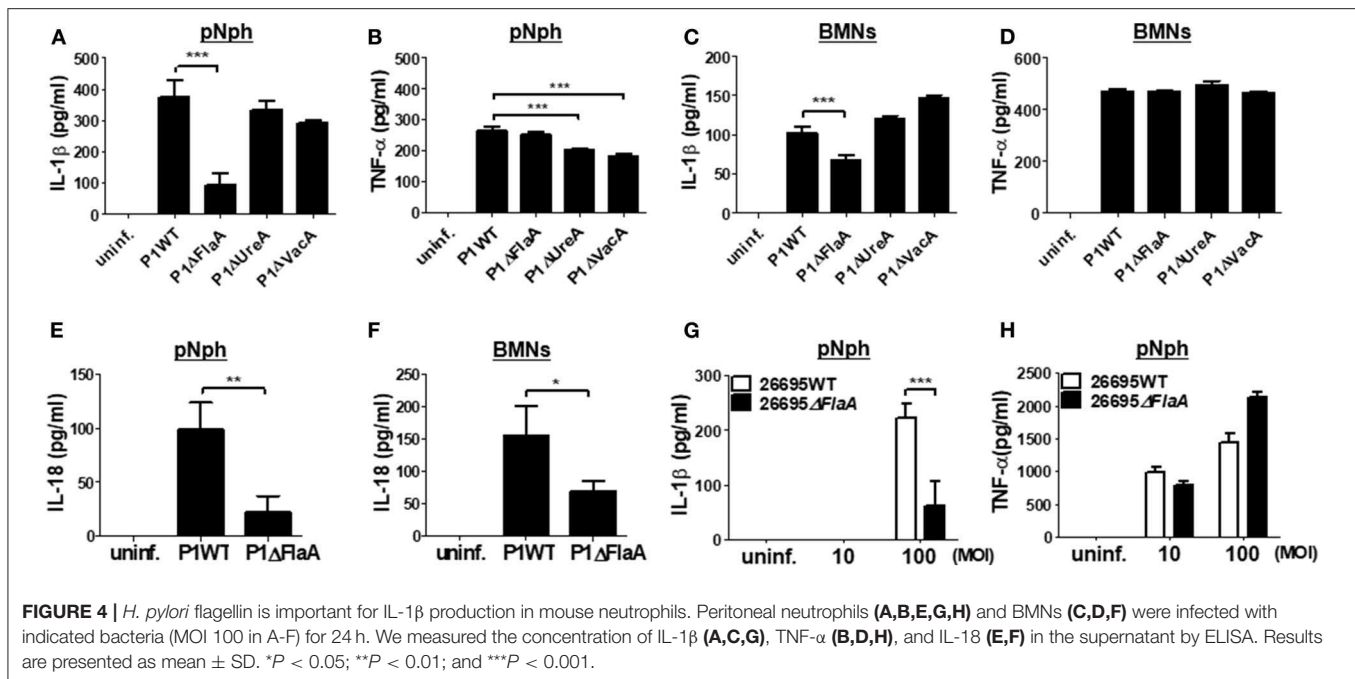 A
pNph
IL-1β (pg/ml)
500
400
300
200
100
0
***
uninf.
P1WT
P1ΔFlaA
P1ΔUreA
P1ΔVacA
B
pNph
TNF-α (pg/ml)
500
400
300
200
100
0
***
***
uninf.
P1WT
P1ΔFlaA
P1ΔUreA
P1ΔVacA
C
BMNs
IL-1β (pg/ml)
200
150
100
50
0
***
uninf.
P1WT
P1ΔFlaA
P1ΔUreA
P1ΔVacA
D
BMNs
TNF-α (pg/ml)
600
400
200
0
uninf.
P1WT
P1ΔFlaA
P1ΔUreA
P1ΔVacA
E
pNph
IL-18 (pg/ml)
150
100
50
0
**
uninf. P1WT P1ΔFlaA
F
BMNs
IL-18 (pg/ml)
250
200
150
100
50
0
*
uninf. P1WT P1ΔFlaA
G
pNph
IL-1β (pg/ml)
300
200
100
0
26695WT
26695ΔFlaA
***
uninf. 10 100 (MOI)
H
pNph
TNF-α(pg/ml)
2500
2000
1500
1000
500
0
26695WT
26695ΔFlaA
uninf. 10 100 (MOI)
FIGURE 4 | H. pylori flagellin is important for IL-1β production in mouse neutrophils. Peritoneal neutrophils (A,B,E,G,H) and BMNs (C,D,F) were infected with
indicated bacteria (MOI 100 in A-F) for 24 h. We measured the concentration of IL-1β (A,C,G), TNF-α (B,D,H), and IL-18 (E,F) in the supernatant by ELISA. Results
are presented as mean ± SD. *P < 0.05; **P < 0.01; and ***P < 0.001.